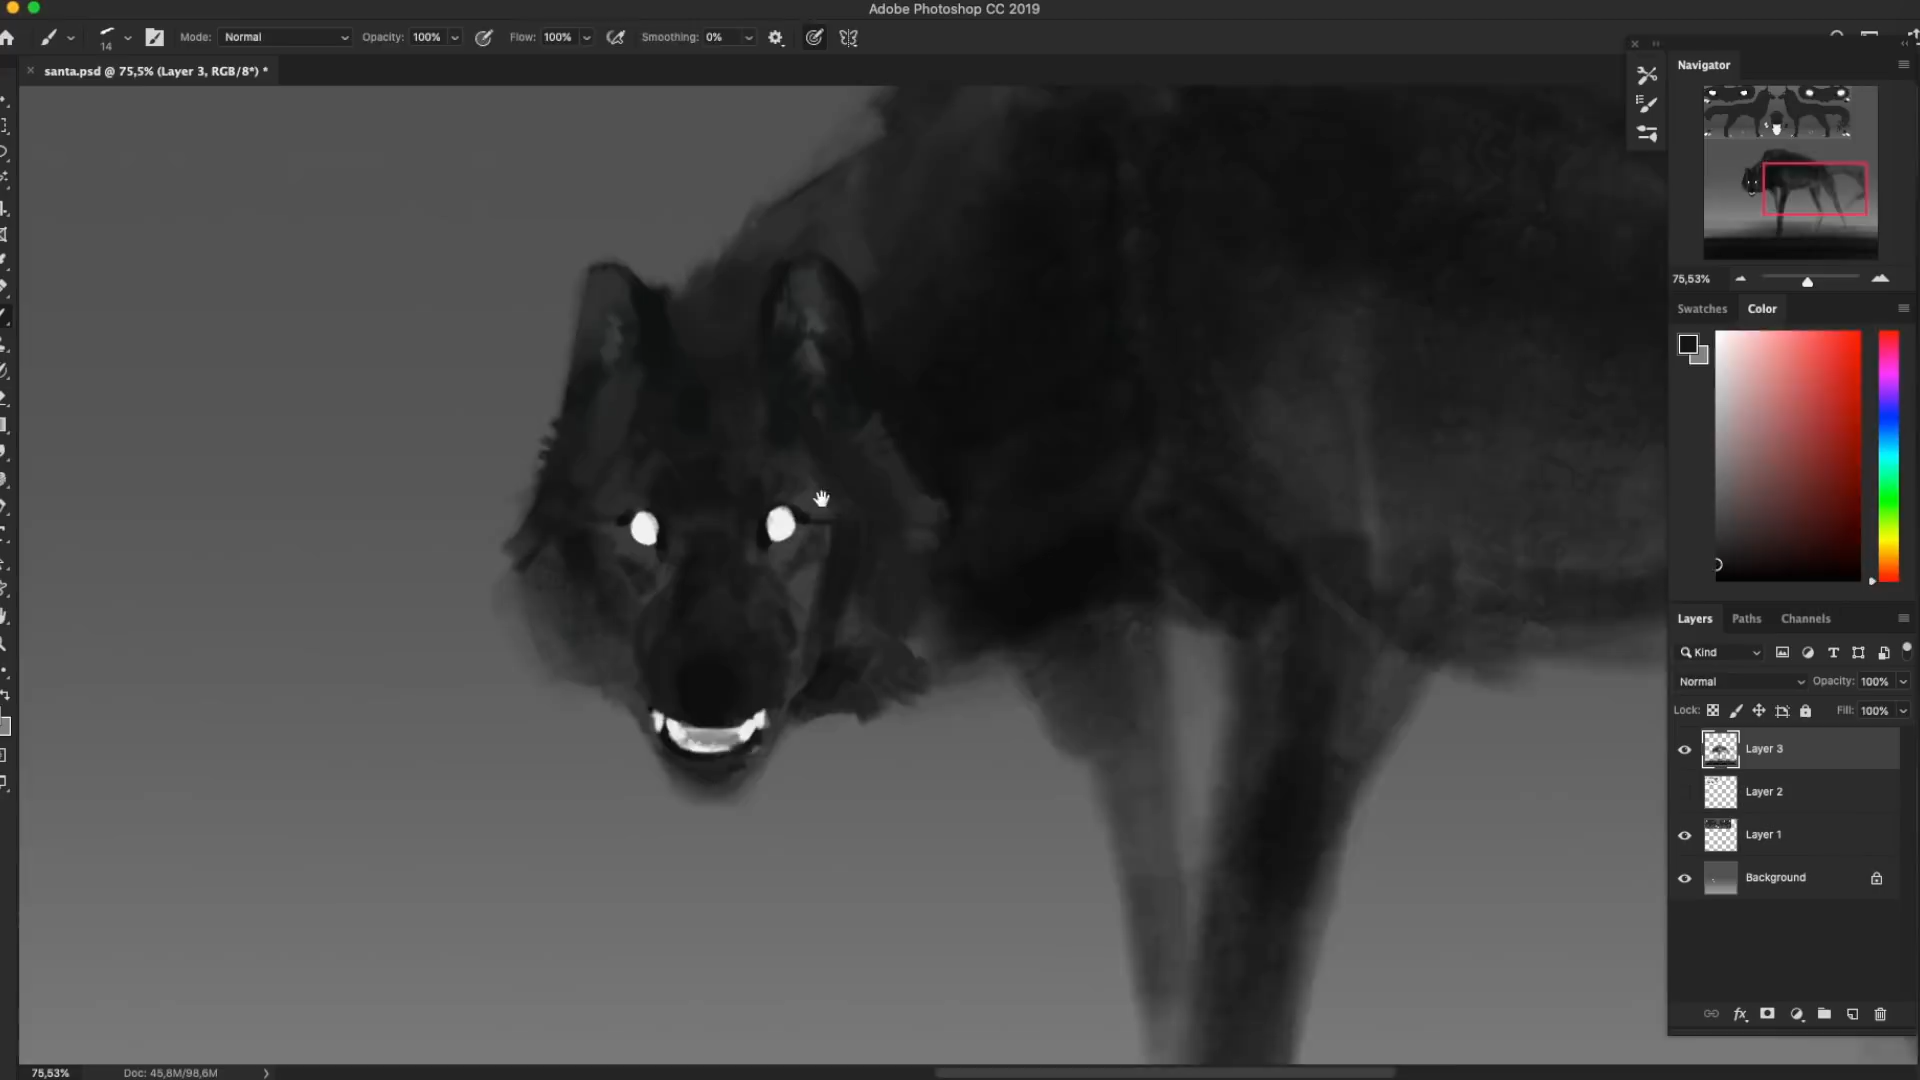 Adobe Photoshop CC 2019
14
Mode: Normal
Opacity: 100%
Flow: 100%
Smoothing: 0%
santa.psd @ 75,5% (Layer 3, RGB/8*) *
Navigator
75,53%
Swatches
Color
Layers
Paths
Channels
Kind
Normal
Opacity: 100%
Lock:
Fill: 100%
Layer 3
Layer 2
Layer 1
Background
fx
75,53%
Doc: 45,8M/98,6M